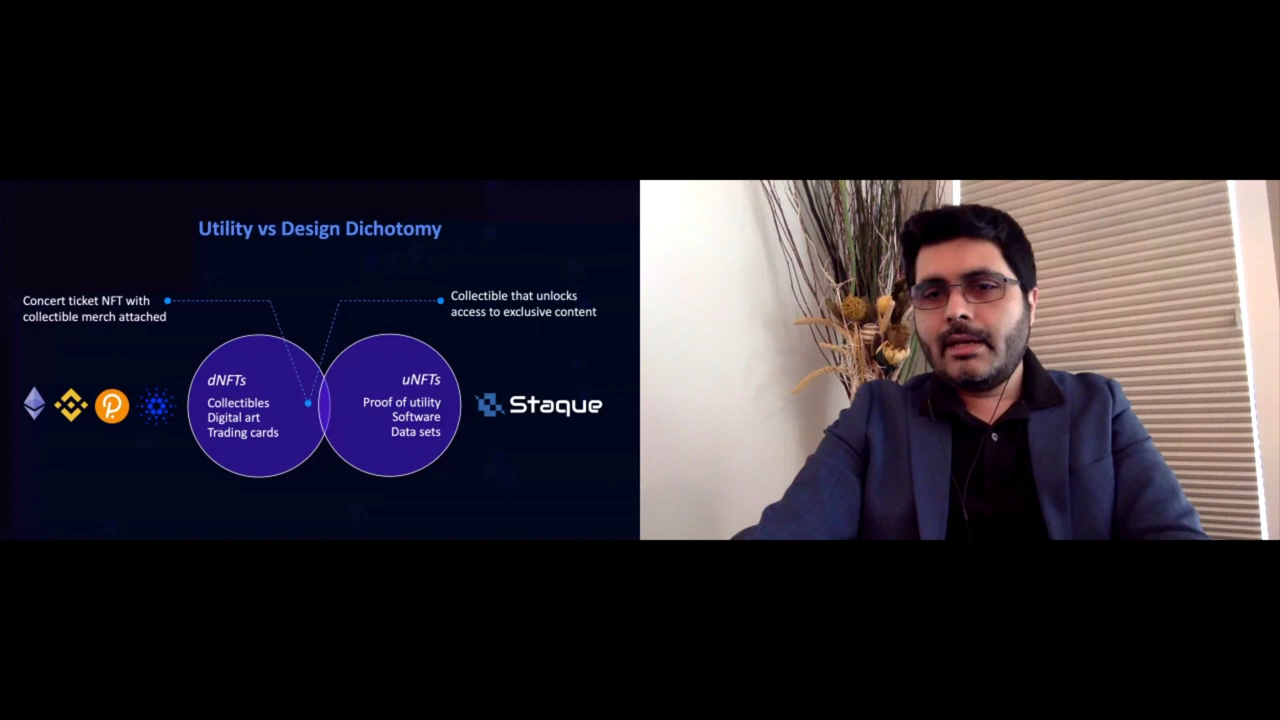 Utility vs Design Dichotomy
Concert ticket NFT with
collectible merch attached
Collectible that unlocks
access to exclusive content
dNFTs
Collectibles
Digital art
Trading cards
uNFTs
Proof of utility
Software
Data sets
Staque